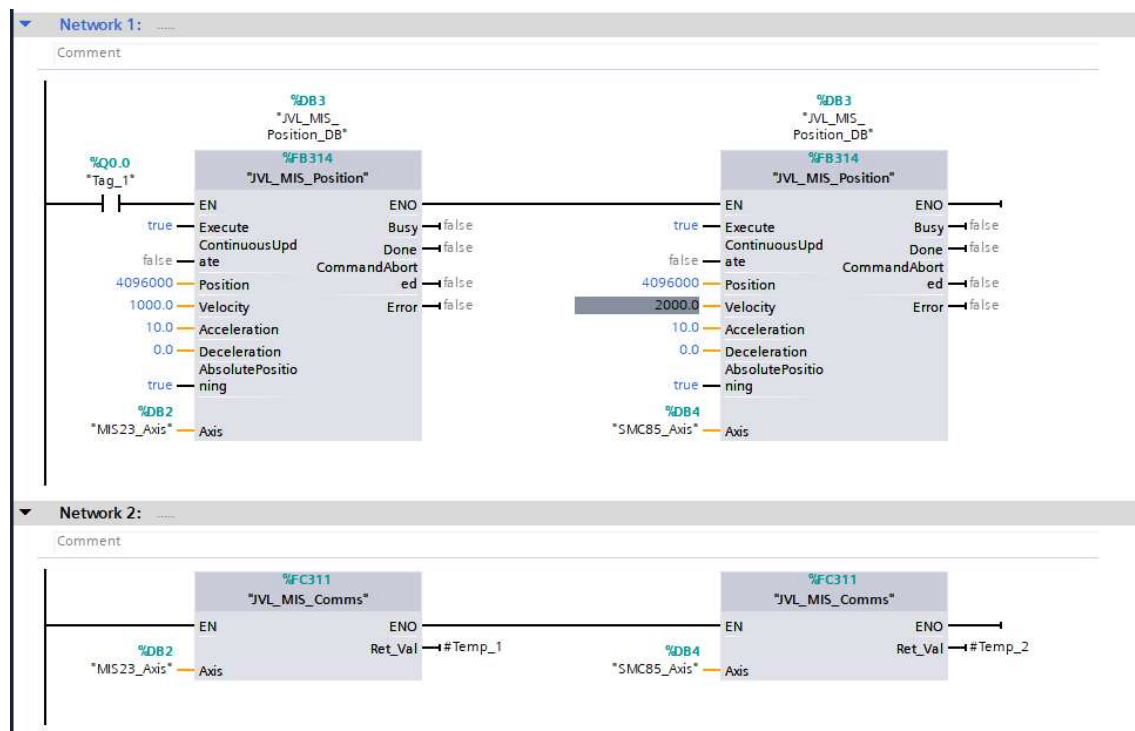 Network 1: .....
Comment
%DB3
"JVL_MIS_
Position_DB"
%Q0.0
"Tag_1"
%FB314
"JVL_MIS_Position"
EN
ENO
true
Execute
Busy
false
false
ContinuousUpd
ate
Done
false
4096000
Position
CommandAbort
ed
false
1000.0
Velocity
Error
false
10.0
Acceleration
0.0
Deceleration
true
AbsolutePositio
ning
%DB2
"MIS23_Axis"
Axis
%DB3
"JVL_MIS_
Position_DB"
%FB314
"JVL_MIS_Position"
EN
ENO
true
Execute
Busy
false
false
ContinuousUpd
ate
Done
false
4096000
Position
CommandAbort
ed
false
2000.0
Velocity
Error
false
10.0
Acceleration
0.0
Deceleration
true
AbsolutePositio
ning
%DB4
"SMC85_Axis"
Axis
Network 2: .....
Comment
%FC311
"JVL_MIS_Comms"
EN
ENO
%DB2
"MIS23_Axis"
Axis
Ret_Val
#Temp_1
%FC311
"JVL_MIS_Comms"
EN
ENO
%DB4
"SMC85_Axis"
Axis
Ret_Val
#Temp_2